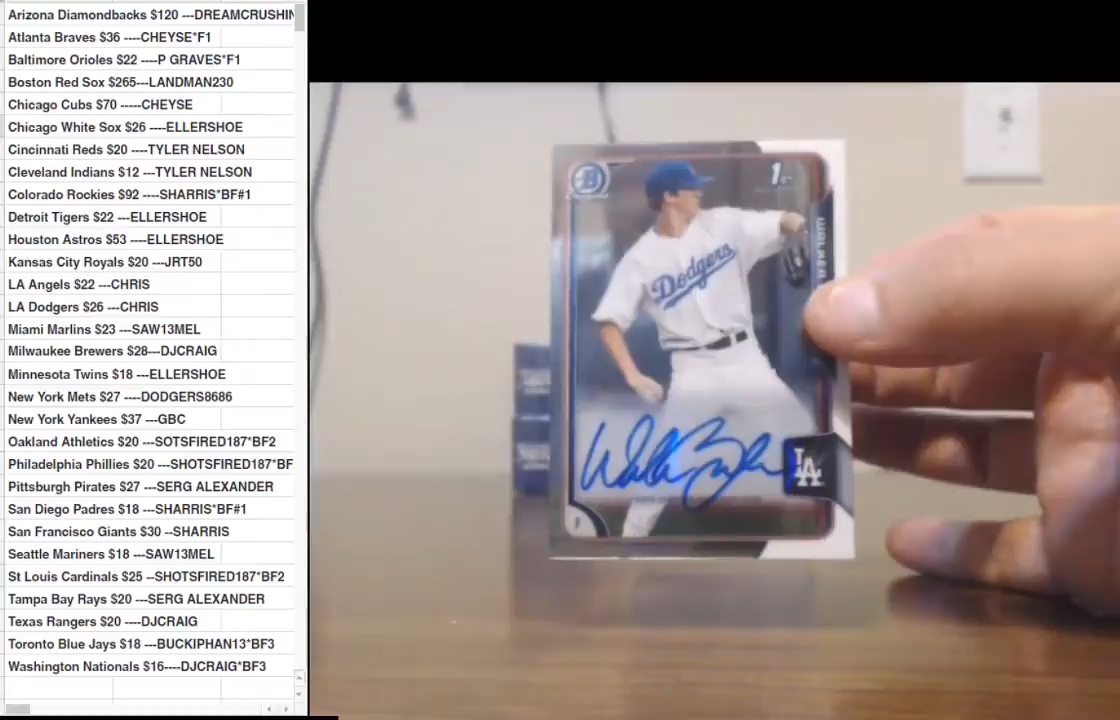 Arizona Diamondbacks $120 ---DREAMCRUSHIN
Atlanta Braves $36 ----CHEYSE*F1
Baltimore Orioles $22 ----P GRAVES*F1
Boston Red Sox $265---LANDMAN230
Chicago Cubs $70 -----CHEYSE
Chicago White Sox $26 ----ELLERSHOE
Cincinnati Reds $20 ----TYLER NELSON
Cleveland Indians $12 ---TYLER NELSON
Colorado Rockies $92 ----SHARRIS*BF#1
Detroit Tigers $22 ---ELLERSHOE
Houston Astros $53 ----ELLERSHOE
Kansas City Royals $20 ---JRT50
LA Angels $22 ---CHRIS
LA Dodgers $26 ---CHRIS
Miami Marlins $23 ---SAW13MEL
Milwaukee Brewers $28---DJCRAIG
Minnesota Twins $18 ---ELLERSHOE
New York Mets $27 ----DODGERS8686
New York Yankees $37 ---GBC
Oakland Athletics $20 ---SOTSFIRED187*BF2
Philadelphia Phillies $20 ---SHOTSFIRED187*BF
Pittsburgh Pirates $27 ---SERG ALEXANDER
San Diego Padres $18 ---SHARRIS*BF#1
San Francisco Giants $30 --SHARRIS
Seattle Mariners $18 ---SAW13MEL
St Louis Cardinals $25 --SHOTSFIRED187*BF2
Tampa Bay Rays $20 ---SERG ALEXANDER
Texas Rangers $20 ----DJCRAIG
Toronto Blue Jays $18 ---BUCKIPHAN13*BF3
Washington Nationals $16----DJCRAIG*BF3
B
1st
Dodgers
LA
P